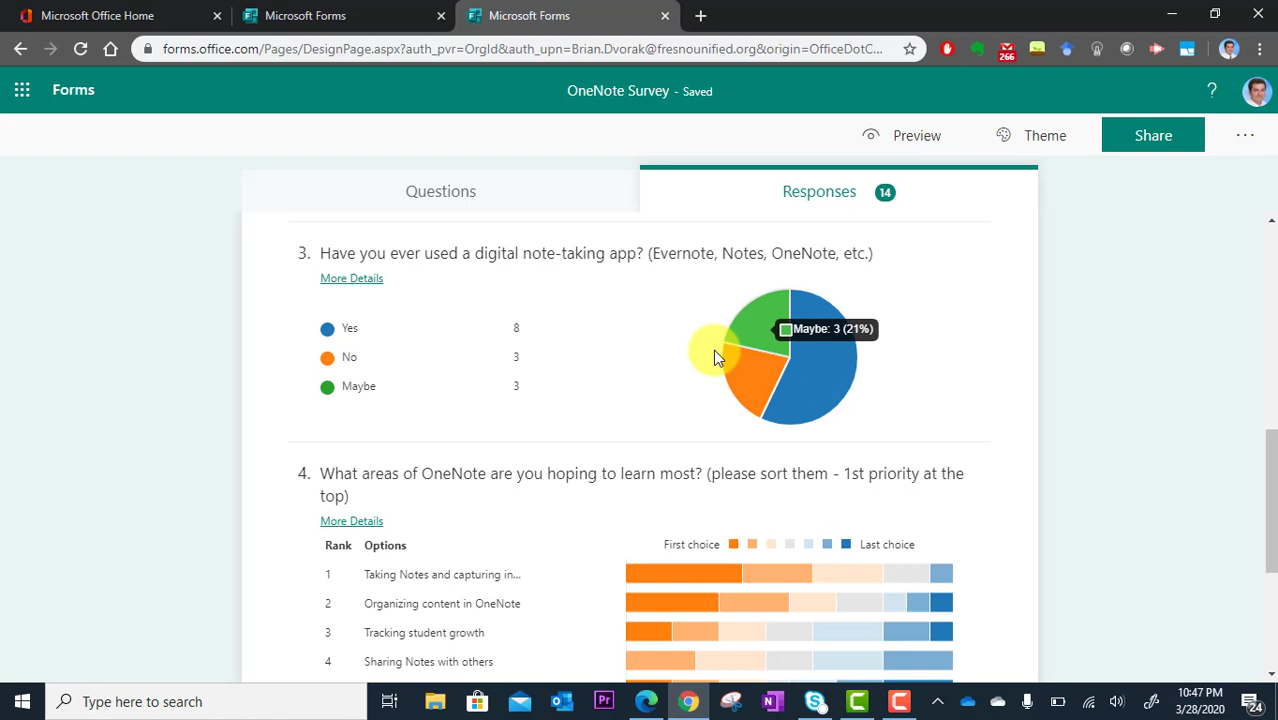 Microsoft Office Home
Microsoft Forms
Microsoft Forms
forms.office.com/Pages/DesignPage.aspx?auth_pvr=OrgId&auth_upn=Brian.Dvorak@fresnounified.org&origin=OfficeDotC...
266
Forms
OneNote Survey - Saved
?
Preview
Theme
Share
...
Questions
Responses 14
3. Have you ever used a digital note-taking app? (Evernote, Notes, OneNote, etc.)
More Details
Yes 8
No 3
Maybe 3
Maybe: 3 (21%)
4. What areas of OneNote are you hoping to learn most? (please sort them - 1st priority at the
top)
More Details
Rank Options
First choice Last choice
1 Taking Notes and capturing in...
2 Organizing content in OneNote
3 Tracking student growth
4 Sharing Notes with others
Type here to search
Pr
10:47 PM
3/28/2020
24